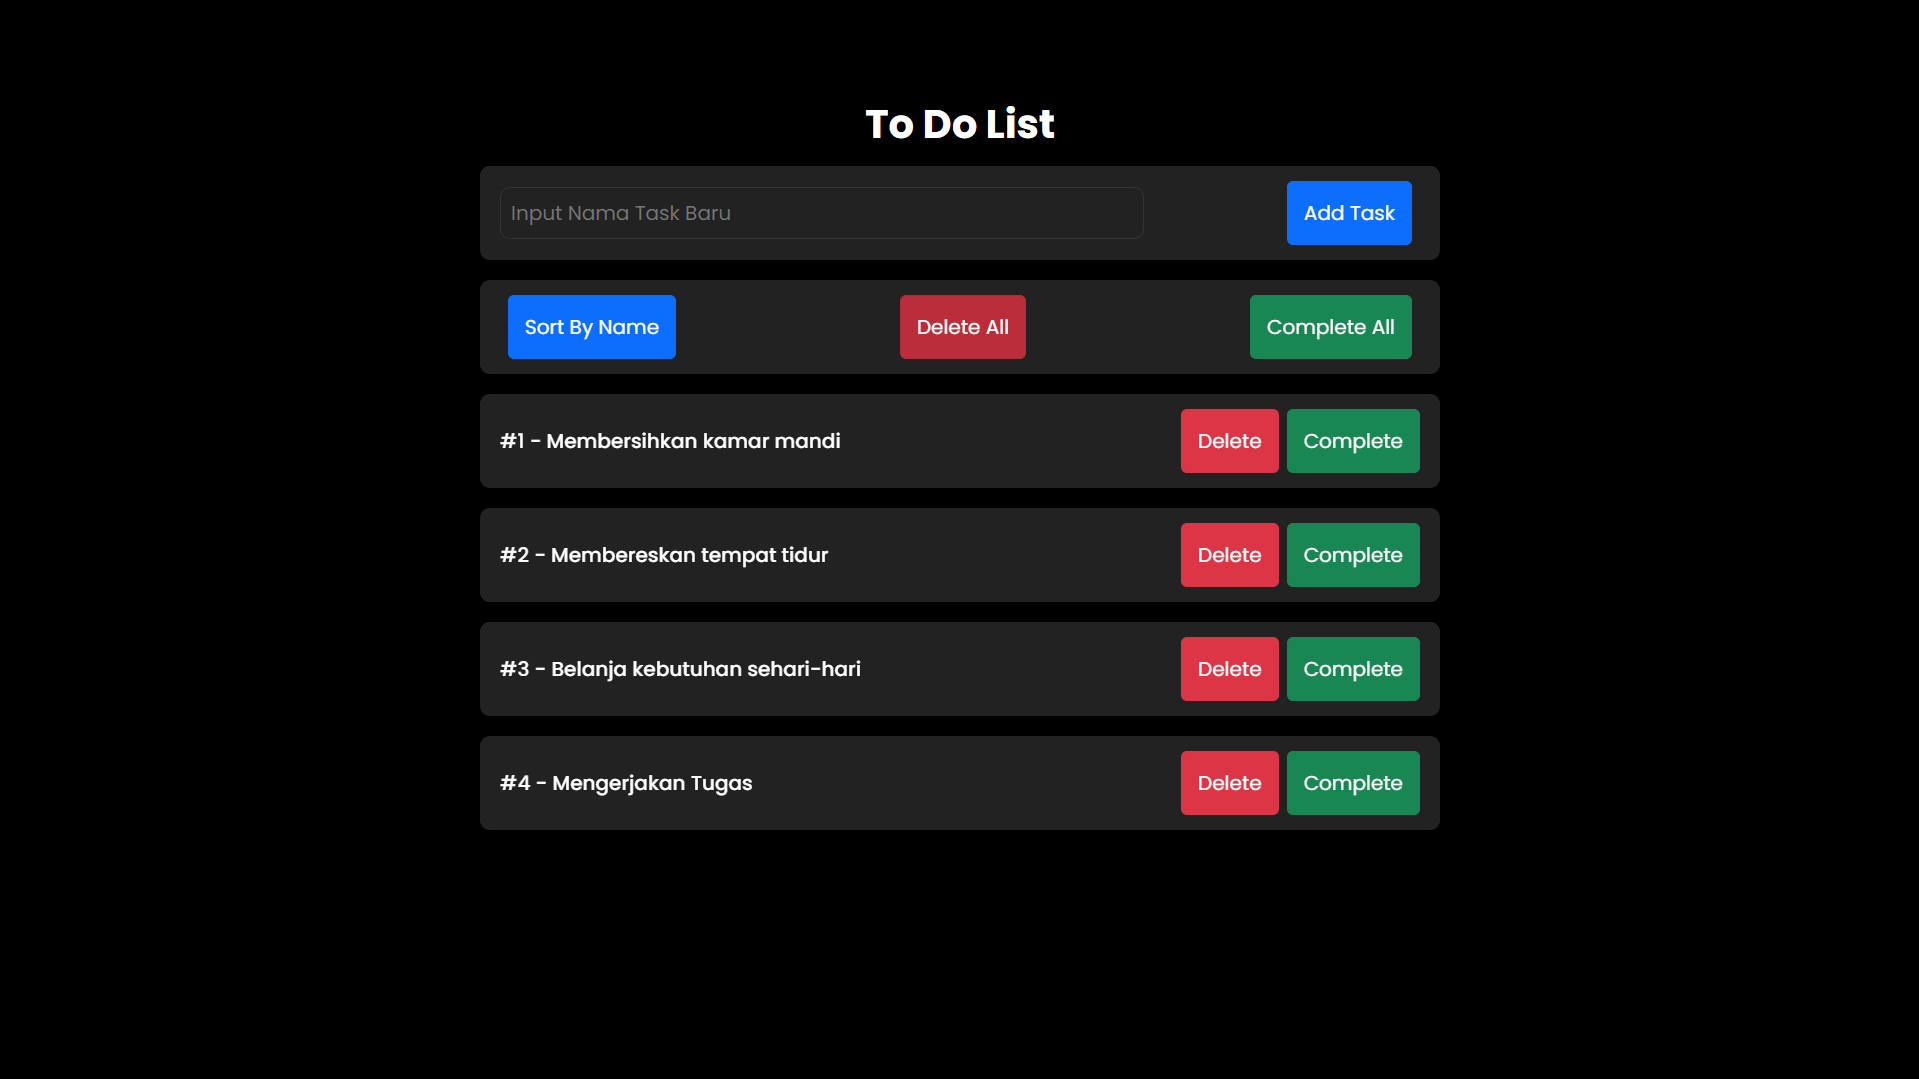 To Do List
Input Nama Task Baru
Add Task
Sort By Name
Delete All
Complete All
#1 - Membersihkan kamar mandi
Delete
Complete
#2 - Membereskan tempat tidur
Delete
Complete
#3 - Belanja kebutuhan sehari-hari
Delete
Complete
#4 - Mengerjakan Tugas
Delete
Complete